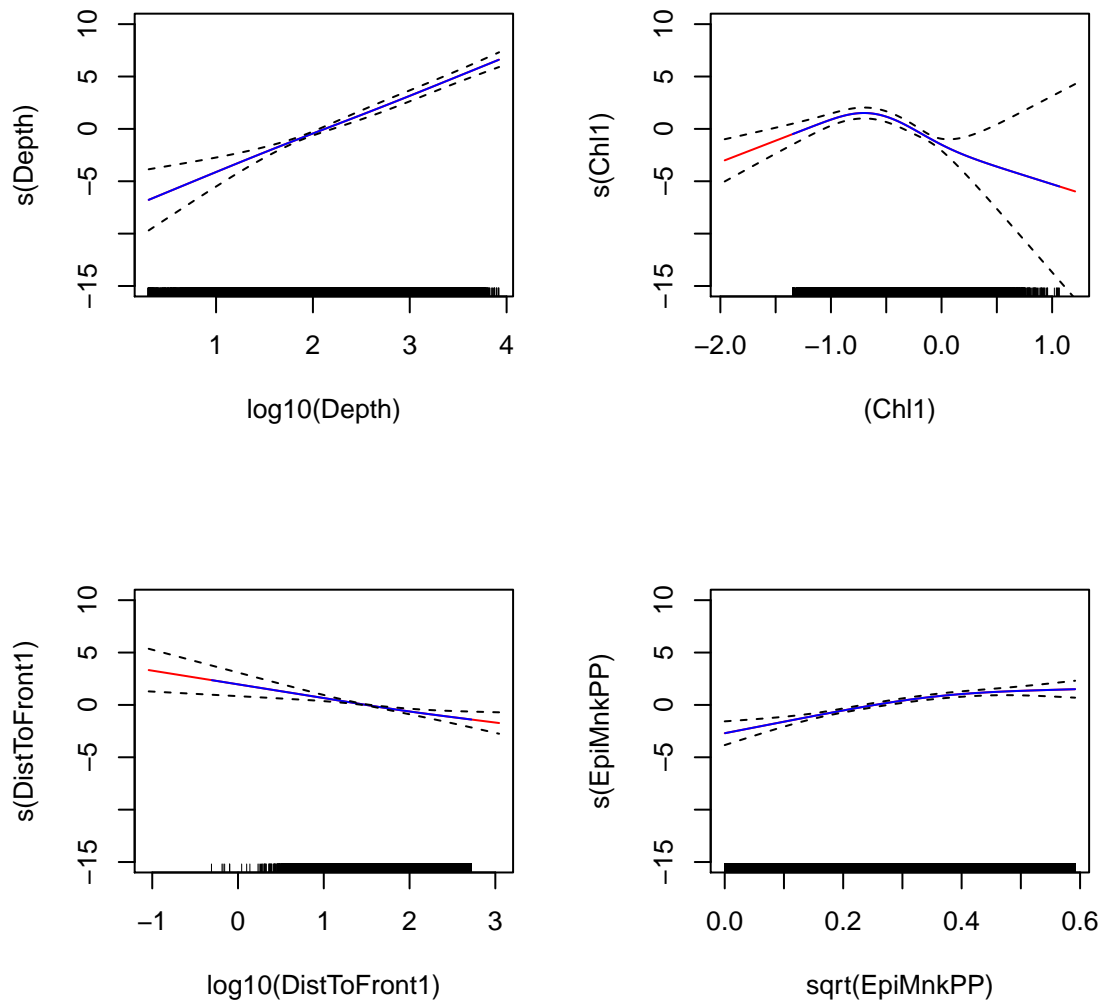 10
5
0
−5
−15
s(Depth)
1 2 3 4
log10(Depth)
10
5
0
−5
−15
s(Chl1)
−2.0 −1.0 0.0 1.0
(Chl1)
10
5
0
−5
−15
s(DistToFront1)
−1 0 1 2 3
log10(DistToFront1)
10
5
0
−5
−15
s(EpiMnkPP)
0.0 0.2 0.4 0.6
sqrt(EpiMnkPP)